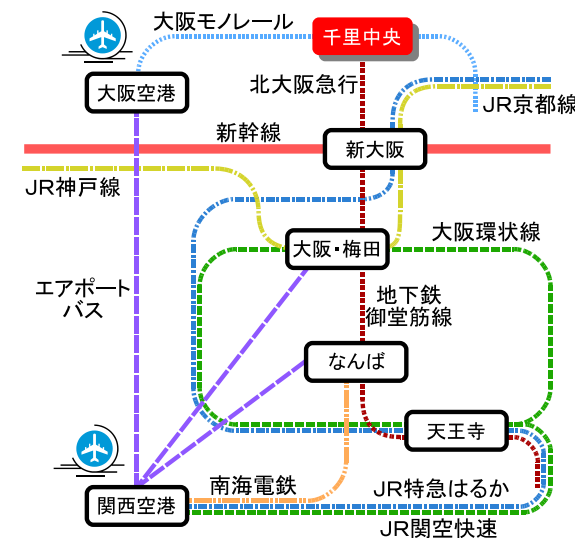 大阪モノレール
千里中央
北大阪急行
大阪空港
JR京都線
新幹線
新大阪
JR神戸線
大阪環状線
大阪・梅田
エアポート
バス
地下鉄
御堂筋線
なんば
天王寺
南海電鉄
JR特急はるか
関西空港
JR関空快速